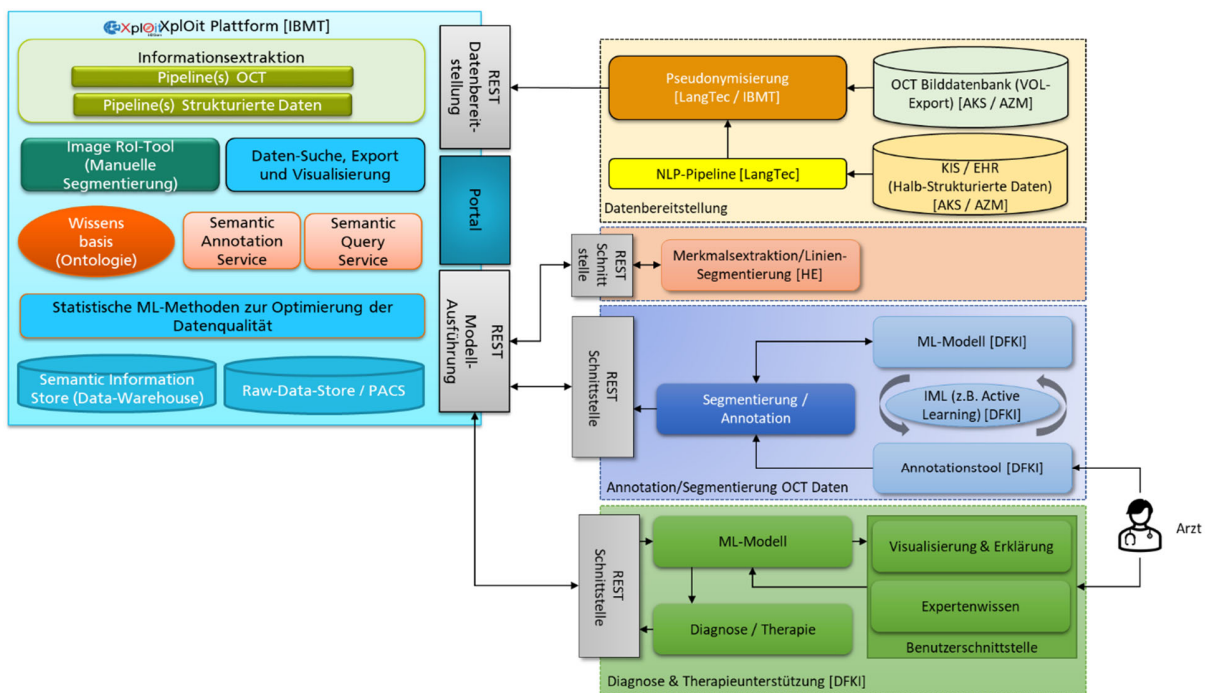 XplOit XplOit Plattform [IBMT]
Informationsextraktion
Pipeline(s) OCT
Pipeline(s) Strukturierte Daten
Image RoI-Tool
(Manuelle
Segmentierung)
Daten-Suche, Export
und Visualisierung
Wissens
basis
(Ontologie)
Semantic
Annotation
Service
Semantic
Query
Service
Statistische ML-Methoden zur Optimierung der
Datenqualität
Semantic Information
Store (Data-Warehouse)
Raw-Data-Store / PACS
REST
Datenbereit-
stellung
Portal
REST
Modell-
Ausführung
Pseudonymisierung
[LangTec / IBMT]
OCT Bilddatenbank (VOL-
Export) [AKS / AZM]
NLP-Pipeline [LangTec]
KIS / EHR
(Halb-Strukturierte Daten)
[AKS / AZM]
Datenbereitstellung
REST
Schnitt
stelle
Merkmalsextraktion/Linien-
Segmentierung [HE]
REST
Schnittstelle
ML-Modell [DFKI]
Segmentierung /
Annotation
IML (z.B. Active
Learning) [DFKI]
Annotationstool [DFKI]
Annotation/Segmentierung OCT Daten
Arzt
REST
Schnittstelle
ML-Modell
Visualisierung & Erklärung
Expertenwissen
Diagnose / Therapie
Benutzerschnittstelle
Diagnose & Therapieunterstützung [DFKI]